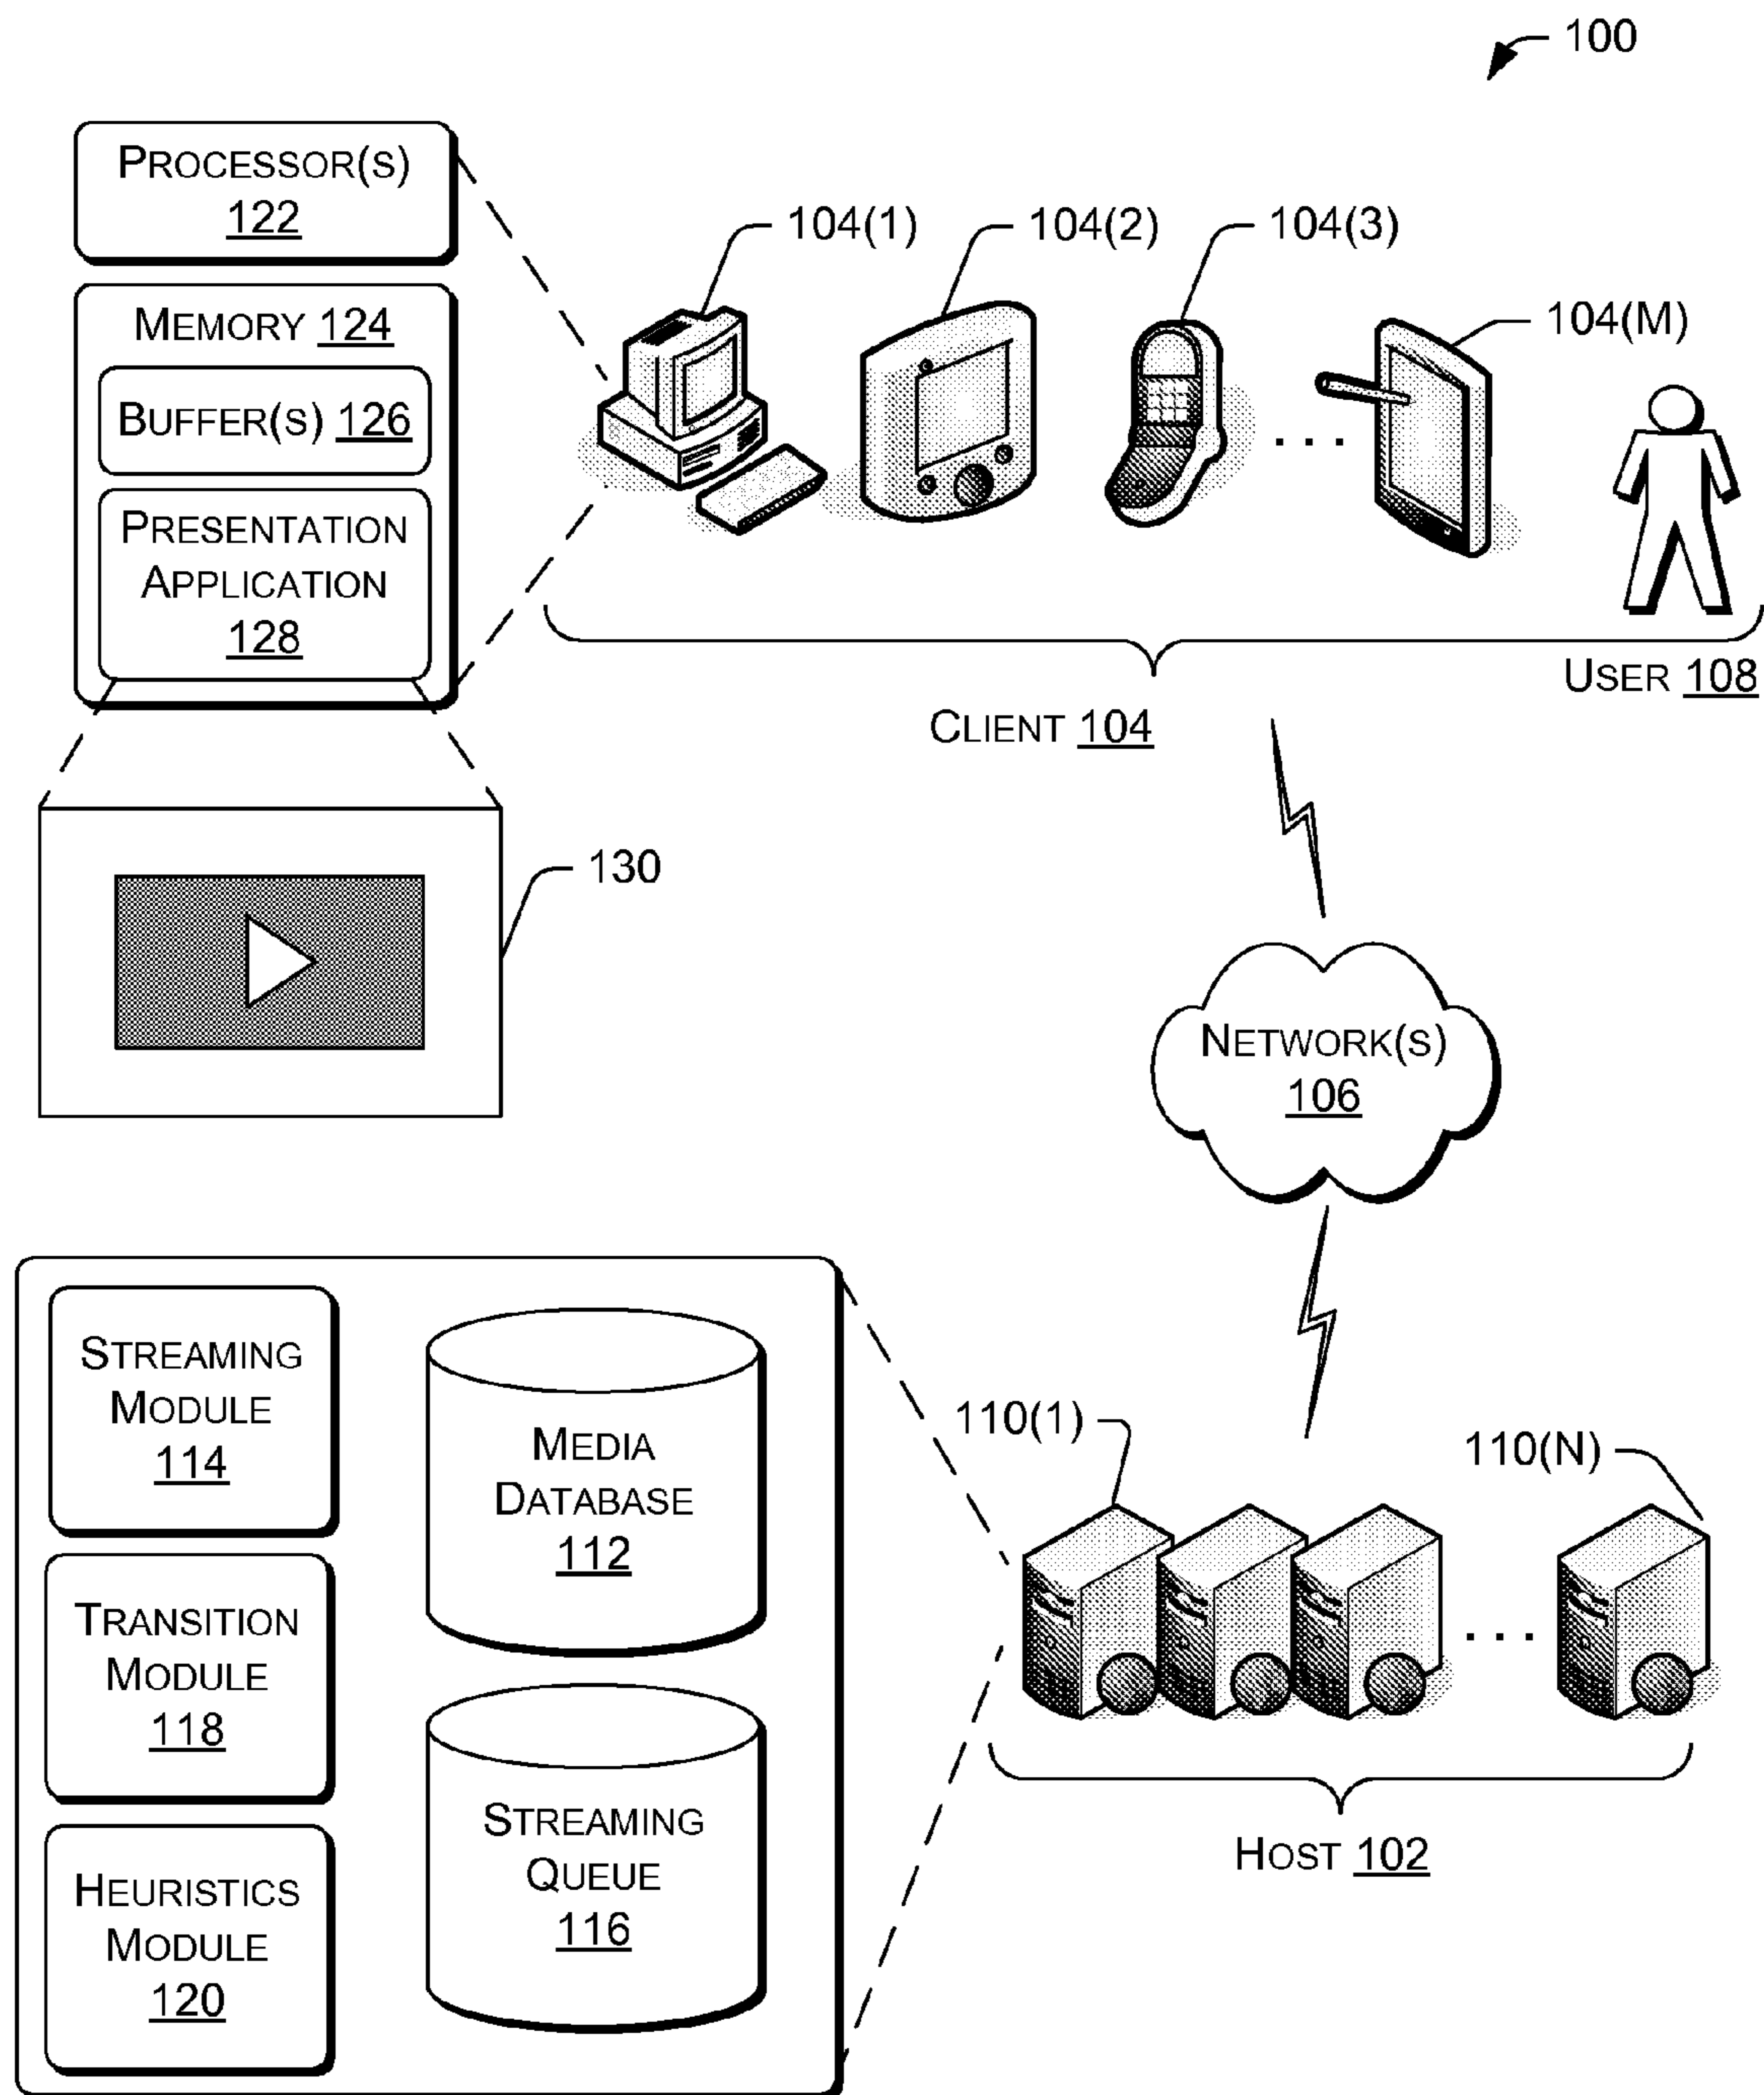 100
PROCESSOR(S)
122
MEMORY 124
BUFFER(S) 126
PRESENTATION
APPLICATION
128
104(1)
104(2)
104(3)
104(M)
...
USER 108
CLIENT 104
130
NETWORK(S)
106
STREAMING
MODULE
114
MEDIA
DATABASE
112
TRANSITION
MODULE
118
STREAMING
QUEUE
116
HEURISTICS
MODULE
120
110(1)
110(N)
...
HOST 102